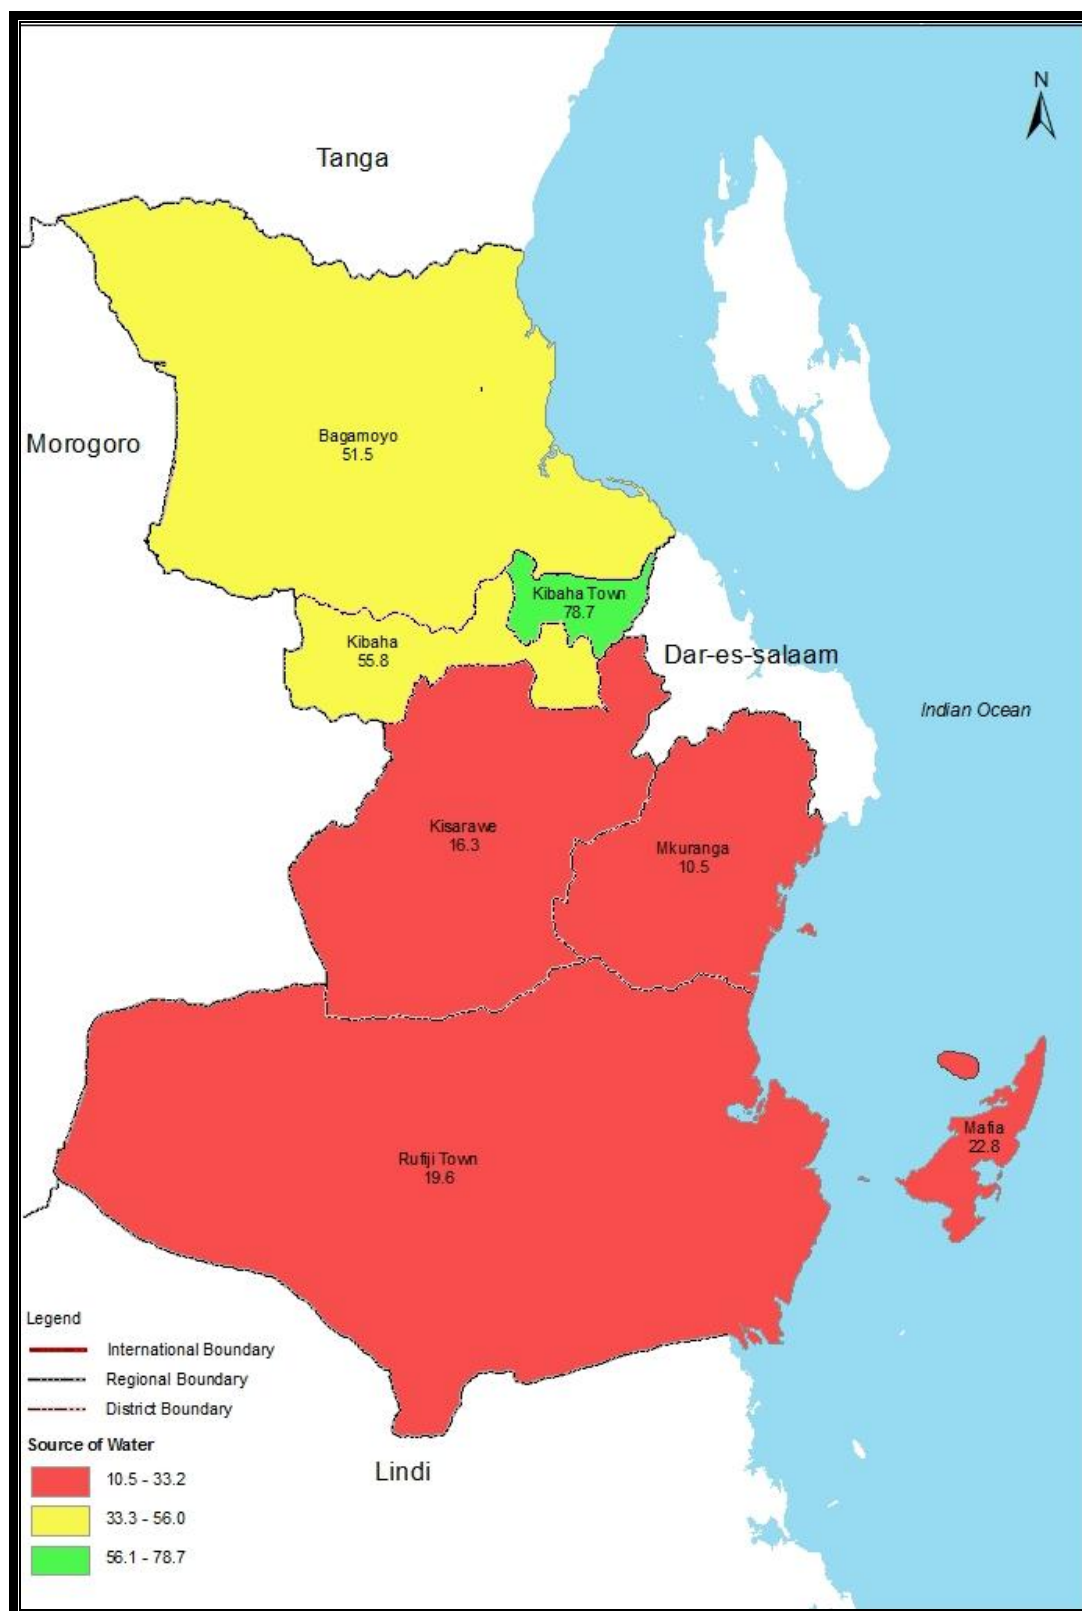 N
Tanga
Morogoro
Bagamoyo
51.5
Kibaha Town
78.7
Kibaha
55.8
Dar-es-salaam
Indian Ocean
Kisarawe
16.3
Mkuranga
10.5
Mafia
22.8
Rufiji Town
19.6
Lindi
Legend
International Boundary
Regional Boundary
District Boundary
Source of Water
10.5 - 33.2
33.3 - 56.0
56.1 - 78.7